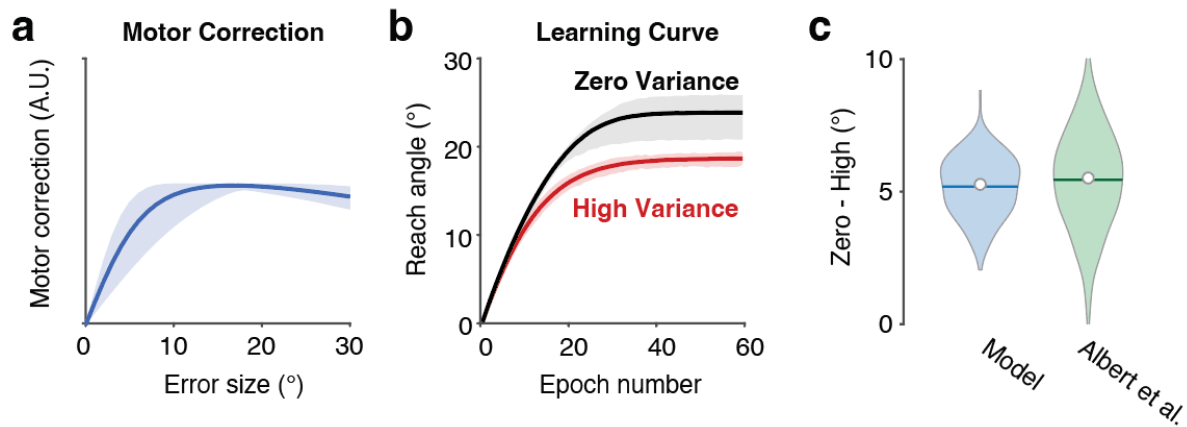 a
Motor Correction
Motor correction (A.U.)
0
10
20
30
Error size (°)
b
Learning Curve
Reach angle (°)
30
20
10
0
Zero Variance
High Variance
0
20
40
60
Epoch number
c
Zero - High (°)
10
5
0
Model
Albert et al.